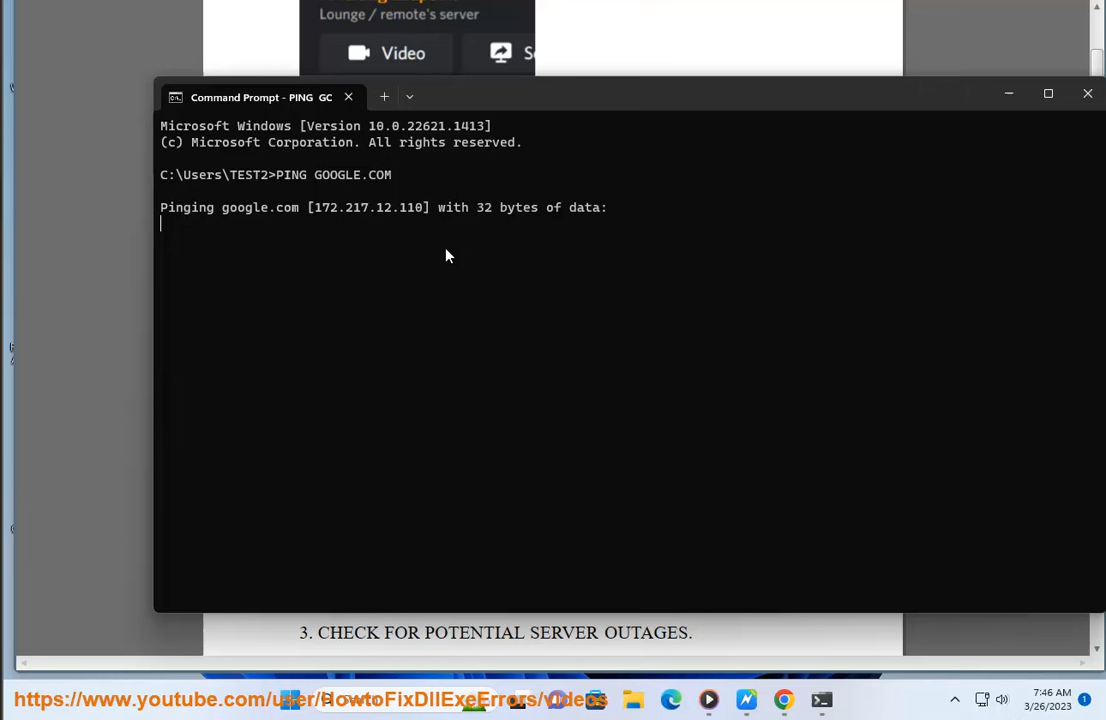 Lounge / remote's server
Video
Command Prompt - PING GC
Microsoft Windows [Version 10.0.22621.1413]
(c) Microsoft Corporation. All rights reserved.
C:\Users\TEST2>PING GOOGLE.COM
Pinging google.com [172.217.12.110] with 32 bytes of data:
3. CHECK FOR POTENTIAL SERVER OUTAGES.
https://www.youtube.com/user/HowtoFixDllExeErrors/videos
7:46 AM
3/26/2023
1